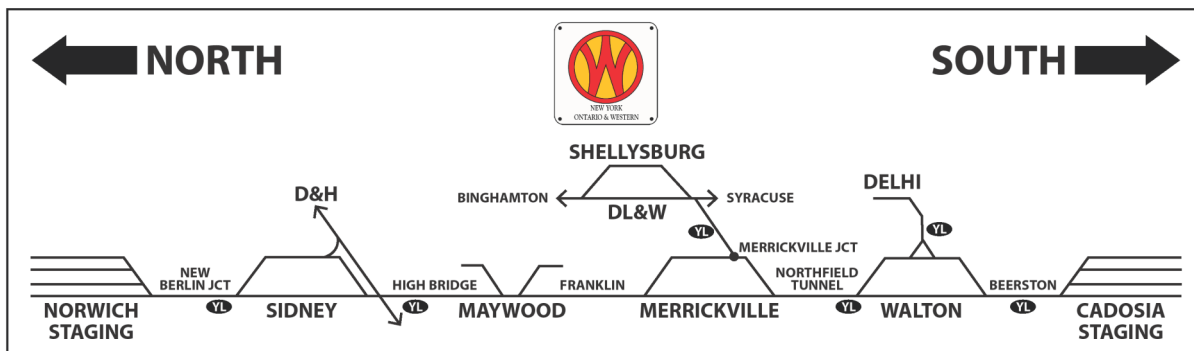 NORTH
SOUTH
W
NEW YORK
ONTARIO & WESTERN
SHELLYSBURG
D&H
BINGHAMTON
SYRACUSE
DL&W
DELHI
YL
YL
MERRICKVILLE JCT
NEW
BERLIN JCT
YL
HIGH BRIDGE
YL
FRANKLIN
NORTHFIELD
TUNNEL
YL
BEERSTON
YL
NORWICH
STAGING
SIDNEY
MAYWOOD
MERRICKVILLE
WALTON
CADOSIA
STAGING